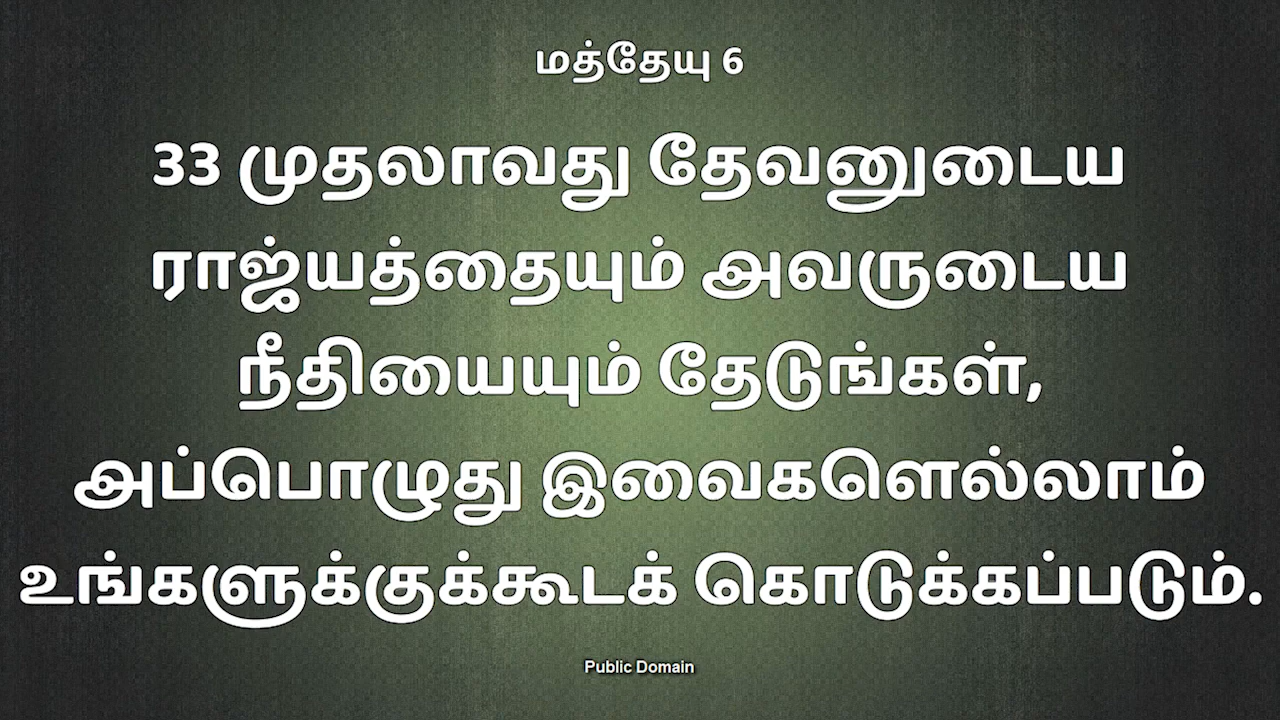 மத்தேயு 6
33 முதலாவது தேவனுடைய
ராஜ்யத்தையும் அவருடைய
நீதியையும் தேடுங்கள்,
அப்பொழுது இவைகளெல்லாம்
உங்களுக்குக்கூடக் கொடுக்கப்படும்.
Public Domain